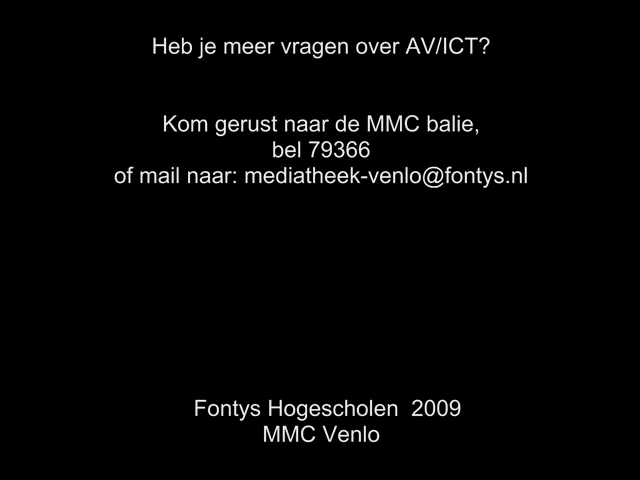 Heb je meer vragen over AV/ICT?
Kom gerust naar de MMC balie,
bel 79366
of mail naar: mediatheek-venlo@fontys.nl
Fontys Hogescholen  2009
MMC Venlo